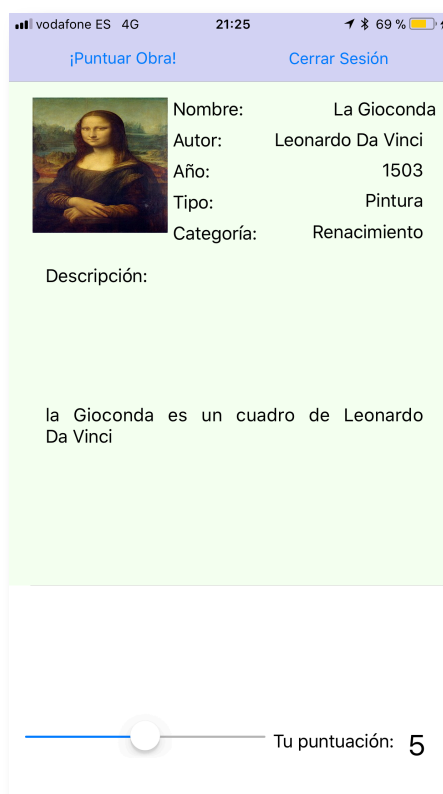 vodafone ES 4G 21:25 69 %
¡Puntuar Obra! Cerrar Sesión
Nombre: La Gioconda
Autor: Leonardo Da Vinci
Año: 1503
Tipo: Pintura
Categoría: Renacimiento
Descripción:
la Gioconda es un cuadro de Leonardo
Da Vinci
Tu puntuación: 5